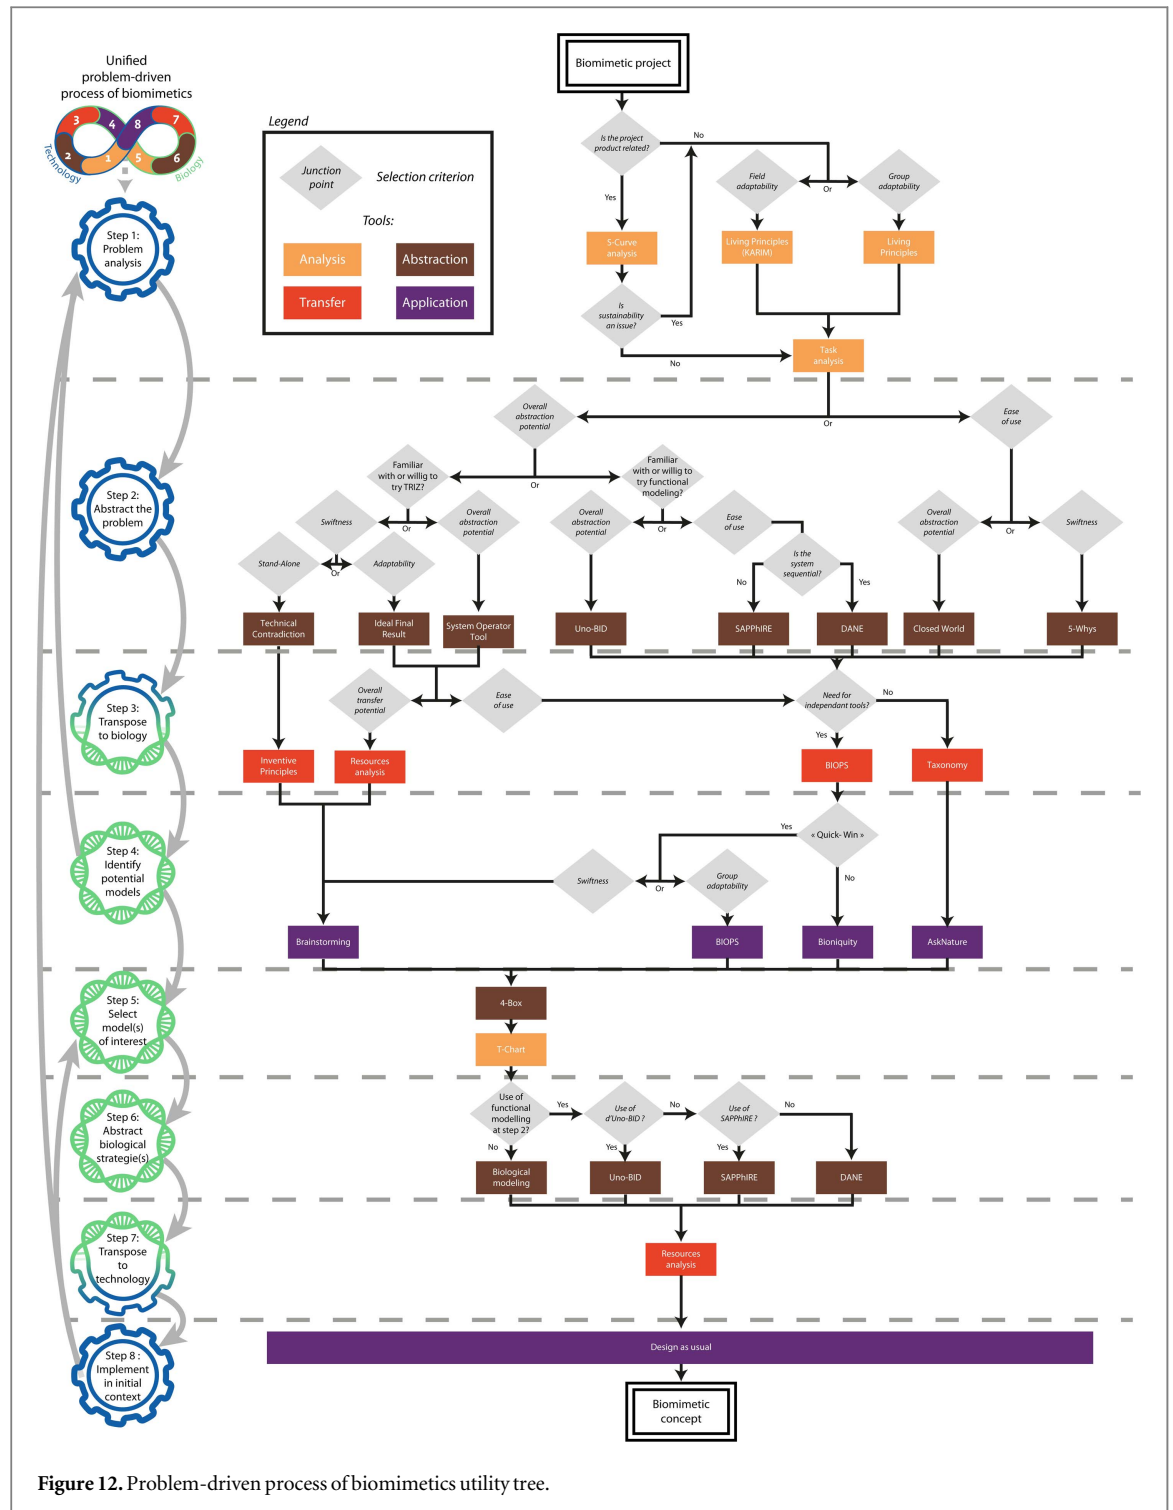 Unified
problem-driven
process of biomimetics
3
4
8
7
2
1
5
6
Technology
Biology
Legend
Junction
point
Selection criterion
Tools:
Analysis
Abstraction
Transfer
Application
Biomimetic project
Is the project
product related?
No
Yes
Field
adaptability
Or
Group
adaptability
S-Curve
analysis
Living Principles
(KARIM)
Living
Principles
Is
sustainability
an issue?
Yes
No
Task
analysis
Step 1:
Problem
analysis
Overall
abstraction
potential
Or
Ease
of use
Familiar
with or willig to
try TRIZ?
Or
Familiar
with or willig to
try functional
modeling?
Swiftness
Or
Overall
abstraction
potential
Overall
abstraction
potential
Or
Ease
of use
Overall
abstraction
potential
Or
Swiftness
Stand-Alone
Or
Adaptability
Is the
system
sequential?
No
Yes
Technical
Contradiction
Ideal Final
Result
System Operator
Tool
Uno-BID
SAPPhIRE
DANE
Closed World
5-Whys
Step 2:
Abstract the
problem
Overall
transfer
potential
Ease
of use
Need for
independant tools?
No
Yes
Inventive
Principles
Resources
analysis
BIOPS
Taxonomy
Step 3:
Transpose
to biology
« Quick- Win »
Yes
No
Swiftness
Or
Group
adaptability
Brainstorming
BIOPS
Bioniquity
AskNature
Step 4:
Identify
potential
models
4-Box
T-Chart
Step 5:
Select
model(s)
of interest
Use of
functional
modelling
at step 2?
Yes
No
Use of
d'Uno-BID ?
No
Yes
Use of
SAPPhIRE ?
No
Yes
Biological
modeling
Uno-BID
SAPPhIRE
DANE
Step 6:
Abstract
biological
strategie(s)
Resources
analysis
Step 7:
Transpose
to
technology
Design as usual
Step 8 :
Implement
in initial
context
Biomimetic
concept
Figure 12. Problem-driven process of biomimetics utility tree.